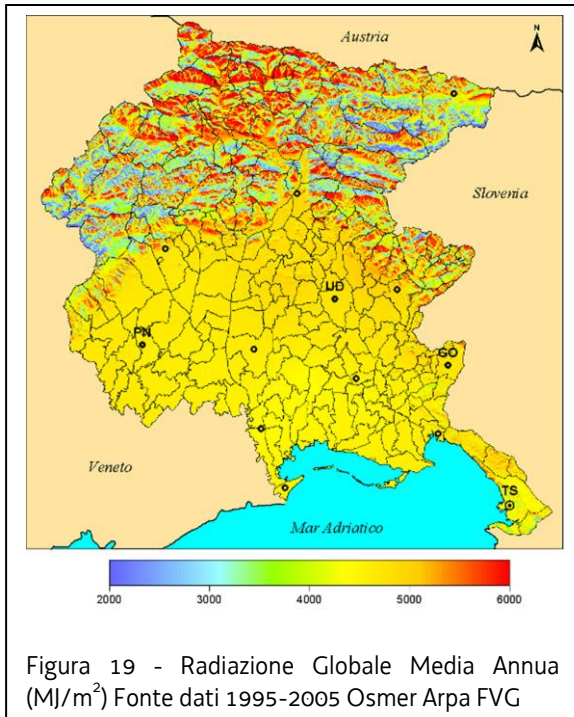 Austria
N
Slovenia
UD
PN
GO
Veneto
TS
Mar Adriatico
2000 3000 4000 5000 6000
Figura 19 - Radiazione Globale Media Annua
(MJ/m²) Fonte dati 1995-2005 Osmer Arpa FVG